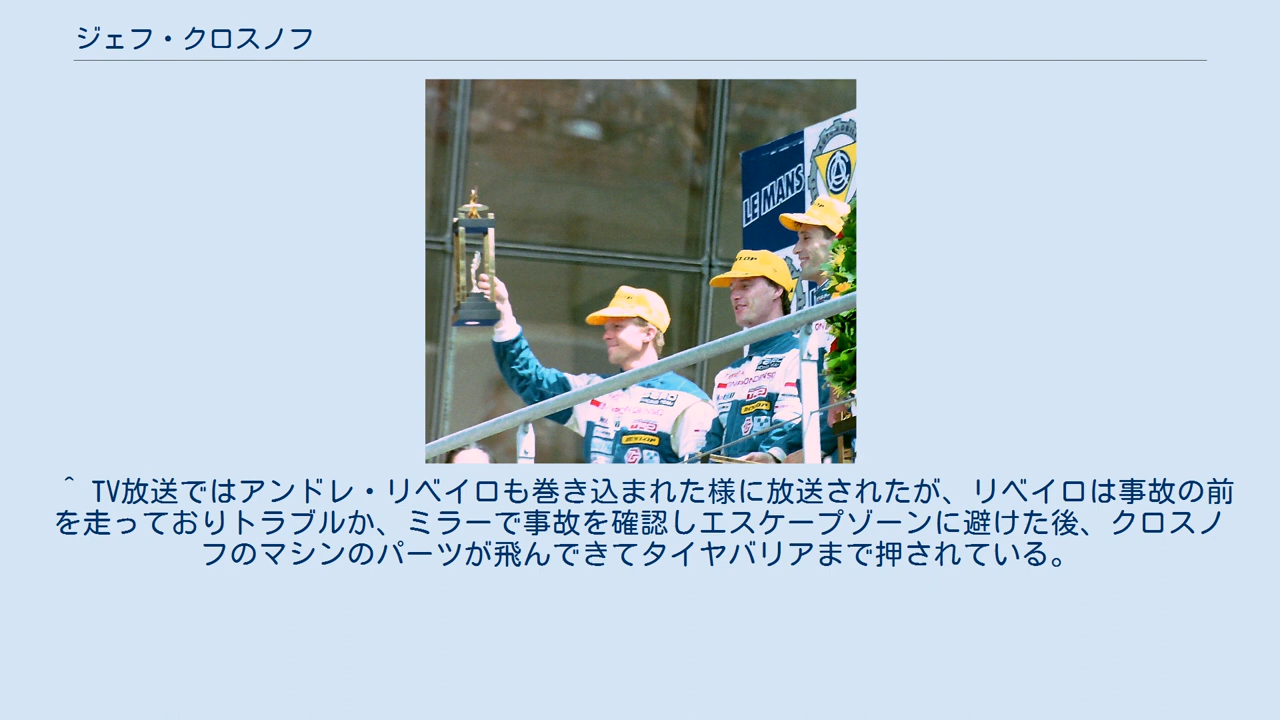 ジェフ・クロスノフ
LE MANS
DUNLOP
DUNLOP
DUNLOP
^ TV放送ではアンドレ・リベイロも巻き込まれた様に放送されたが、リベイロは事故の前
を走っておりトラブルか、ミラーで事故を確認しエスケープゾーンに避けた後、クロスノ
フのマシンのパーツが飛んできてタイヤバリアまで押されている。